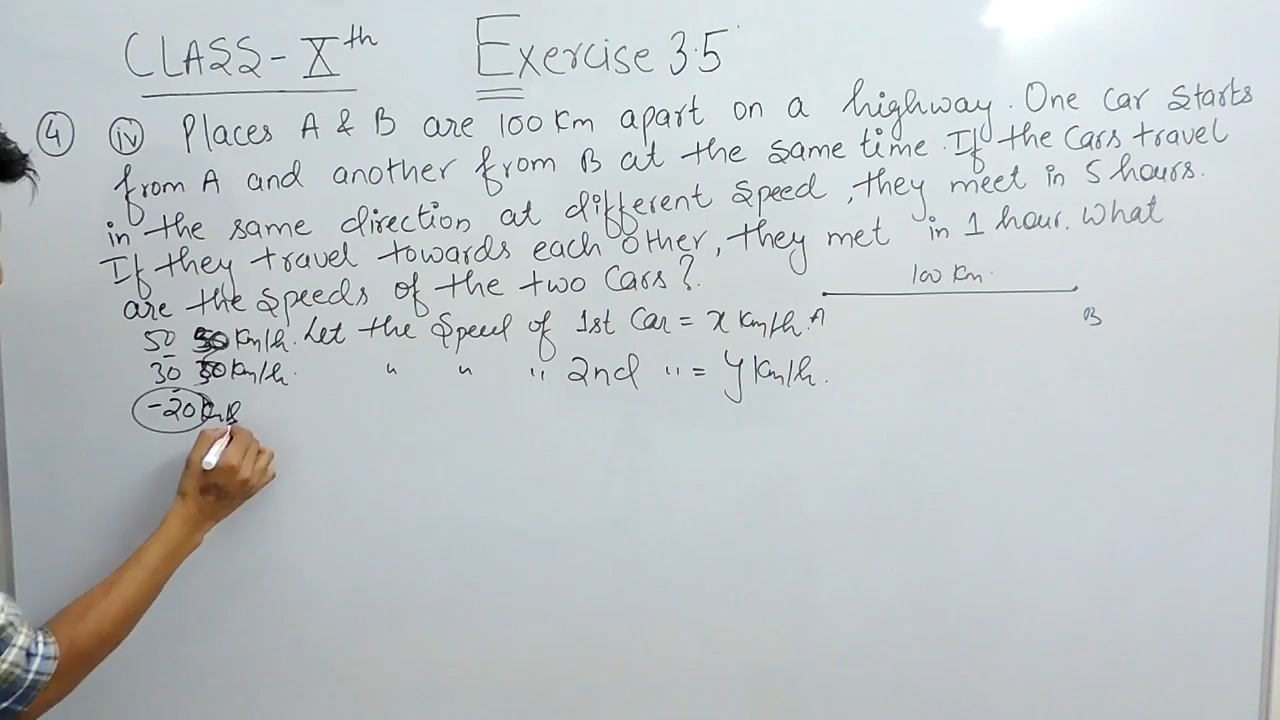 CLASS - Xth Exercise 3.5
4 iv Places A & B are 100 Km apart on a highway. One Car Starts
from A and another from B at the same time. If the Cars travel
in the same direction at different Speed, they meet in 5 hours.
If they travel towards each other, they met in 1 hour. What
are the Speeds of the two Cars?
100 Km.
A B
50 Km/h. Let the Speed of 1st Car = x Km/h.
30 Km/h. " " " 2nd " = y Km/h.
-20